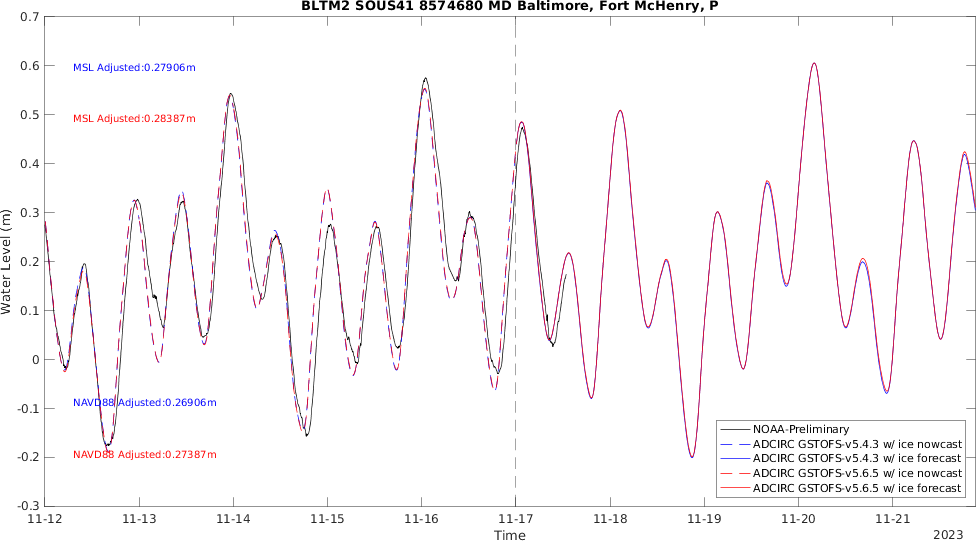 BLTM2 SOUS41 8574680 MD Baltimore, Fort McHenry, P
0.7
0.6
0.5
0.4
0.3
0.2
0.1
0
-0.1
-0.2
-0.3
Water Level (m)
MSL Adjusted:0.27906m
MSL Adjusted:0.28387m
NAVD88 Adjusted:0.26906m
NAVD88 Adjusted:0.27387m
NOAA-Preliminary
ADCIRC GSTOFS-v5.4.3 w/ ice nowcast
ADCIRC GSTOFS-v5.4.3 w/ ice forecast
ADCIRC GSTOFS-v5.6.5 w/ ice nowcast
ADCIRC GSTOFS-v5.6.5 w/ ice forecast
11-12 11-13 11-14 11-15 11-16 11-17 11-18 11-19 11-20 11-21
Time
2023